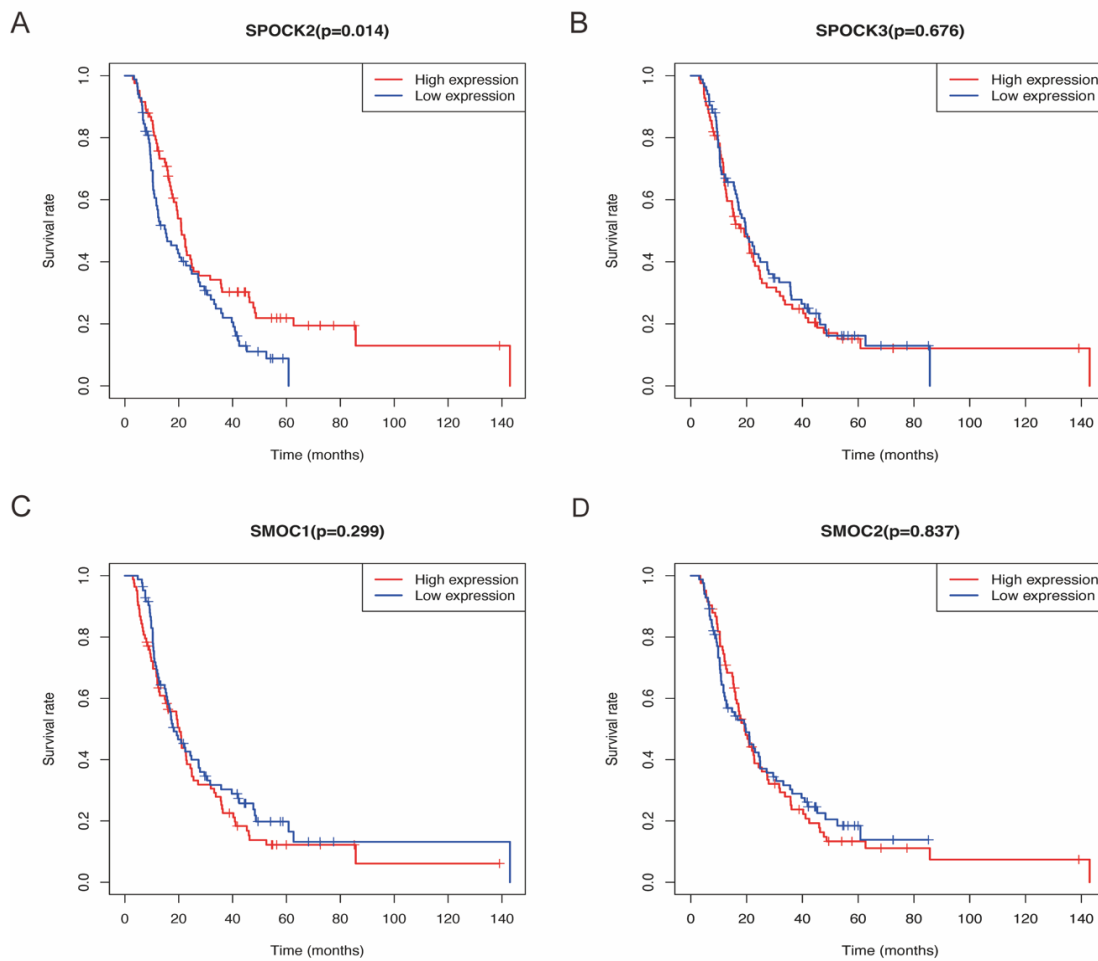 A
SPOCK2(p=0.014)
High expression
Low expression
Survival rate
1.0
0.8
0.6
0.4
0.2
0.0
0 20 40 60 80 100 120 140
Time (months)
B
SPOCK3(p=0.676)
High expression
Low expression
Survival rate
1.0
0.8
0.6
0.4
0.2
0.0
0 20 40 60 80 100 120 140
Time (months)
C
SMOC1(p=0.299)
High expression
Low expression
Survival rate
1.0
0.8
0.6
0.4
0.2
0.0
0 20 40 60 80 100 120 140
Time (months)
D
SMOC2(p=0.837)
High expression
Low expression
Survival rate
1.0
0.8
0.6
0.4
0.2
0.0
0 20 40 60 80 100 120 140
Time (months)